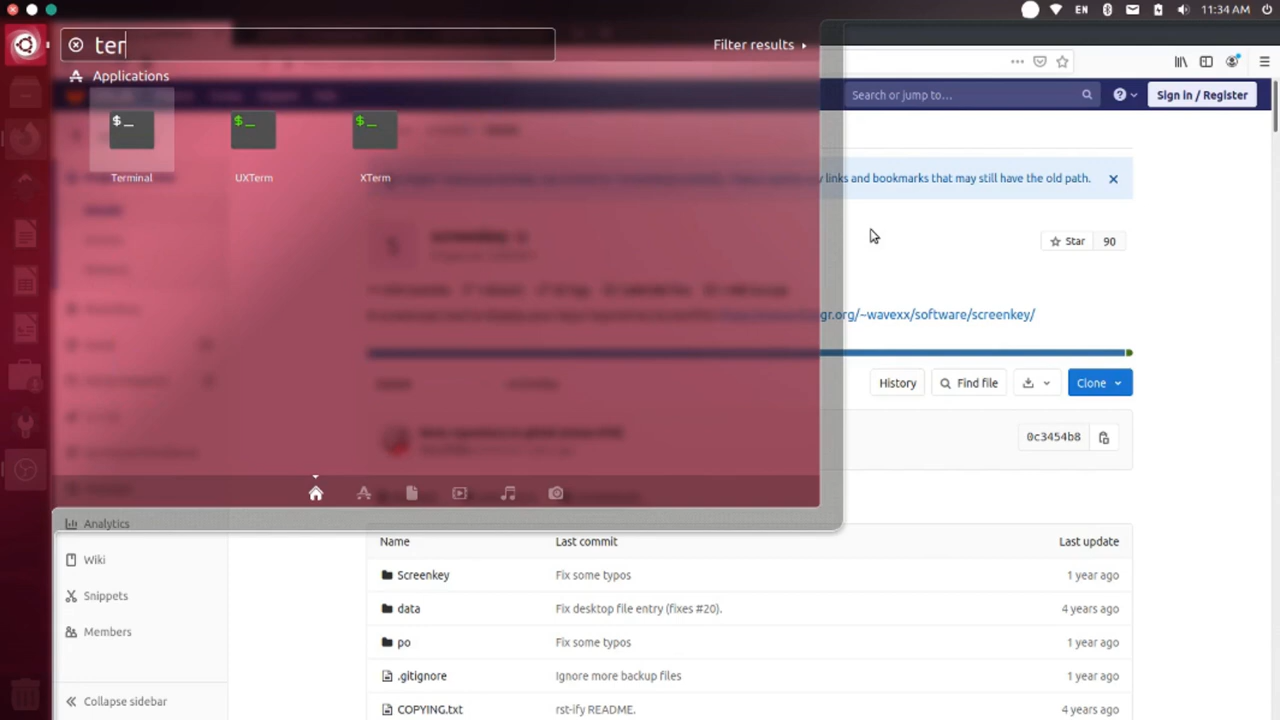 EN
11:34 AM
ter
Filter results
Applications
Terminal
UXTerm
XTerm
Search or jump to...
Sign in / Register
links and bookmarks that may still have the old path.
Star 90
gr.org/~wavexx/software/screenkey/
History
Find file
Clone
0c3454b8
Analytics
Wiki
Snippets
Members
Collapse sidebar
Name Last commit Last update
Screenkey Fix some typos 1 year ago
data Fix desktop file entry (fixes #20). 4 years ago
po Fix some typos 1 year ago
.gitignore Ignore more backup files 1 year ago
COPYING.txt rst-ify README. 4 years ago